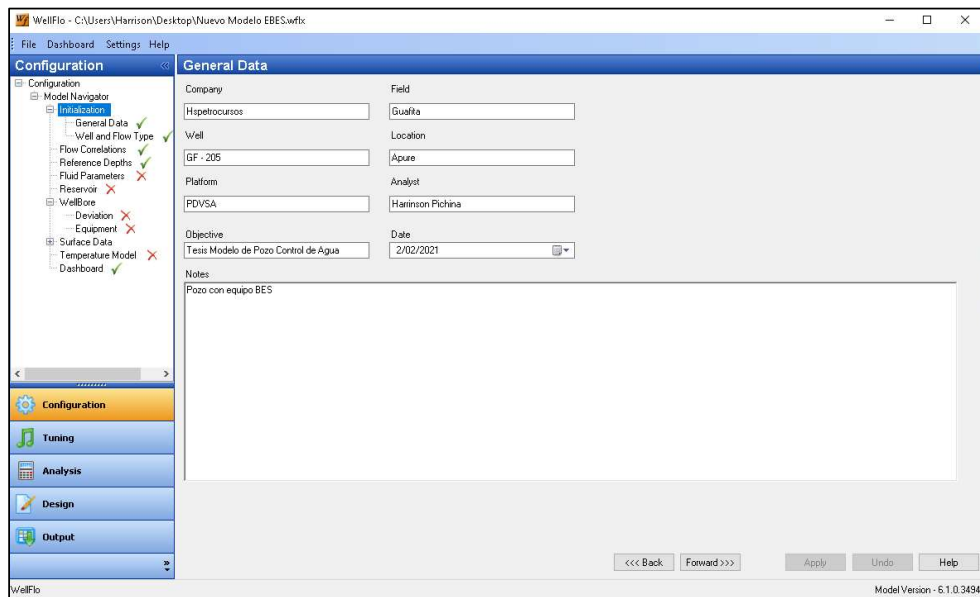 WellFlo - C:\Users\Harrison\Desktop\Nuevo Modelo EBES.wflx
File Dashboard Settings Help
Configuration
General Data
Configuration
Model Navigator
Initialization
General Data
Well and Flow Type
Flow Correlations
Reference Depths
Fluid Parameters
Reservoir
WellBore
Deviation
Equipment
Surface Data
Temperature Model
Dashboard
Company Field
Hspetrocursos Guafita
Well Location
GF - 205 Apure
Platform Analyst
PDVSA Harrinson Pichina
Objective Date
Tesis Modelo de Pozo Control de Agua 2/02/2021
Notes
Pozo con equipo BES
Configuration
Tuning
Analysis
Design
Output
<<< Back Forward >>> Apply Undo Help
WellFlo Model Version - 6.1.0.3494